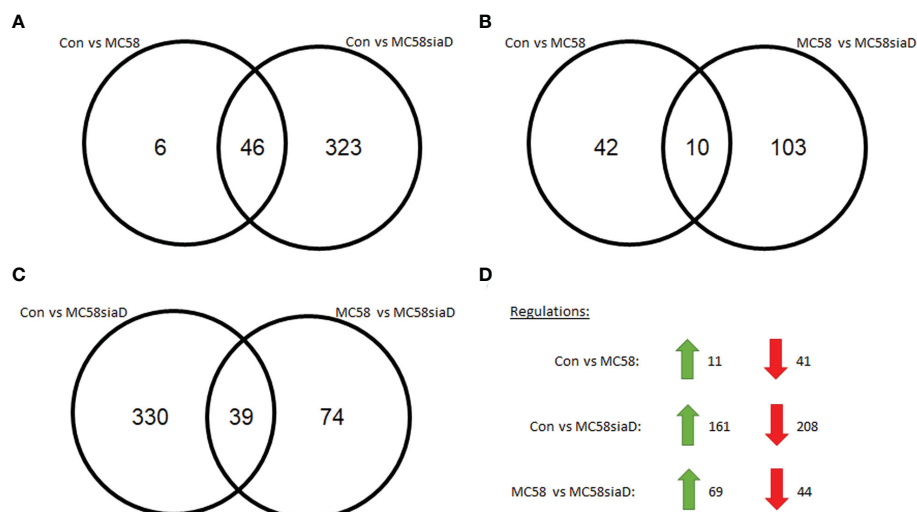 A
Con vs MC58
Con vs MC58siaD
6
46
323
B
Con vs MC58
MC58 vs MC58siaD
42
10
103
C
Con vs MC58siaD
MC58 vs MC58siaD
330
39
74
D
Regulations:
Con vs MC58: 11 41
Con vs MC58siaD: 161 208
MC58 vs MC58siaD: 69 44